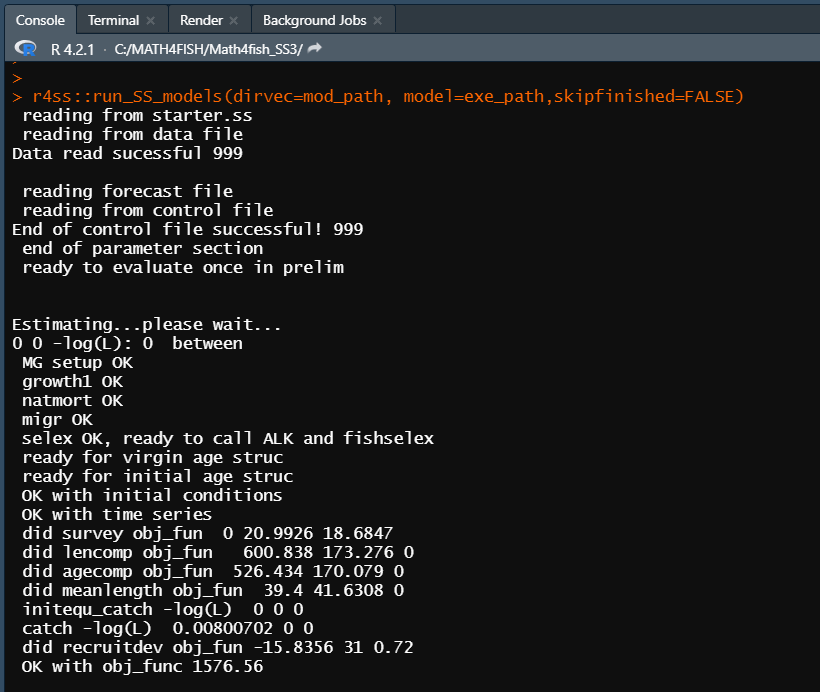 Console Terminal × Render × Background Jobs ×
R 4.2.1 · C:/MATH4FISH/Math4fish_SS3/
>
> r4ss::run_SS_models(dirvec=mod_path, model=exe_path,skipfinished=FALSE)
reading from starter.ss
reading from data file
Data read sucessful 999
reading forecast file
reading from control file
End of control file successful! 999
end of parameter section
ready to evaluate once in prelim
Estimating...please wait...
0 0 -log(L): 0  between
MG setup OK
growth1 OK
natmort OK
migr OK
selex OK, ready to call ALK and fishselex
ready for virgin age struc
ready for initial age struc
OK with initial conditions
OK with time series
did survey obj_fun  0 20.9926 18.6847
did lencomp obj_fun   600.838 173.276 0
did agecomp obj_fun  526.434 170.079 0
did meanlength obj_fun  39.4 41.6308 0
initequ_catch -log(L)  0 0 0
catch -log(L)  0.00800702 0 0
did recruitdev obj_fun -15.8356 31 0.72
OK with obj_func 1576.56